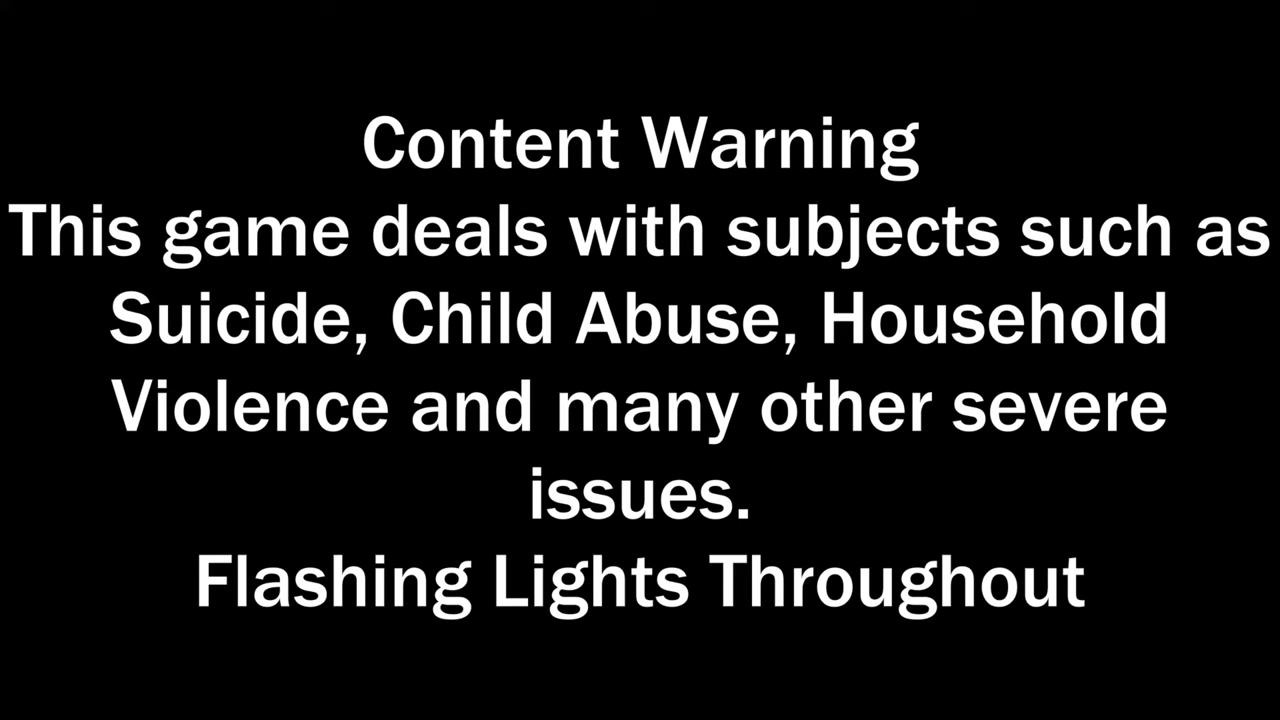 Content Warning
This game deals with subjects such as
Suicide, Child Abuse, Household
Violence and many other severe
issues.
Flashing Lights Throughout